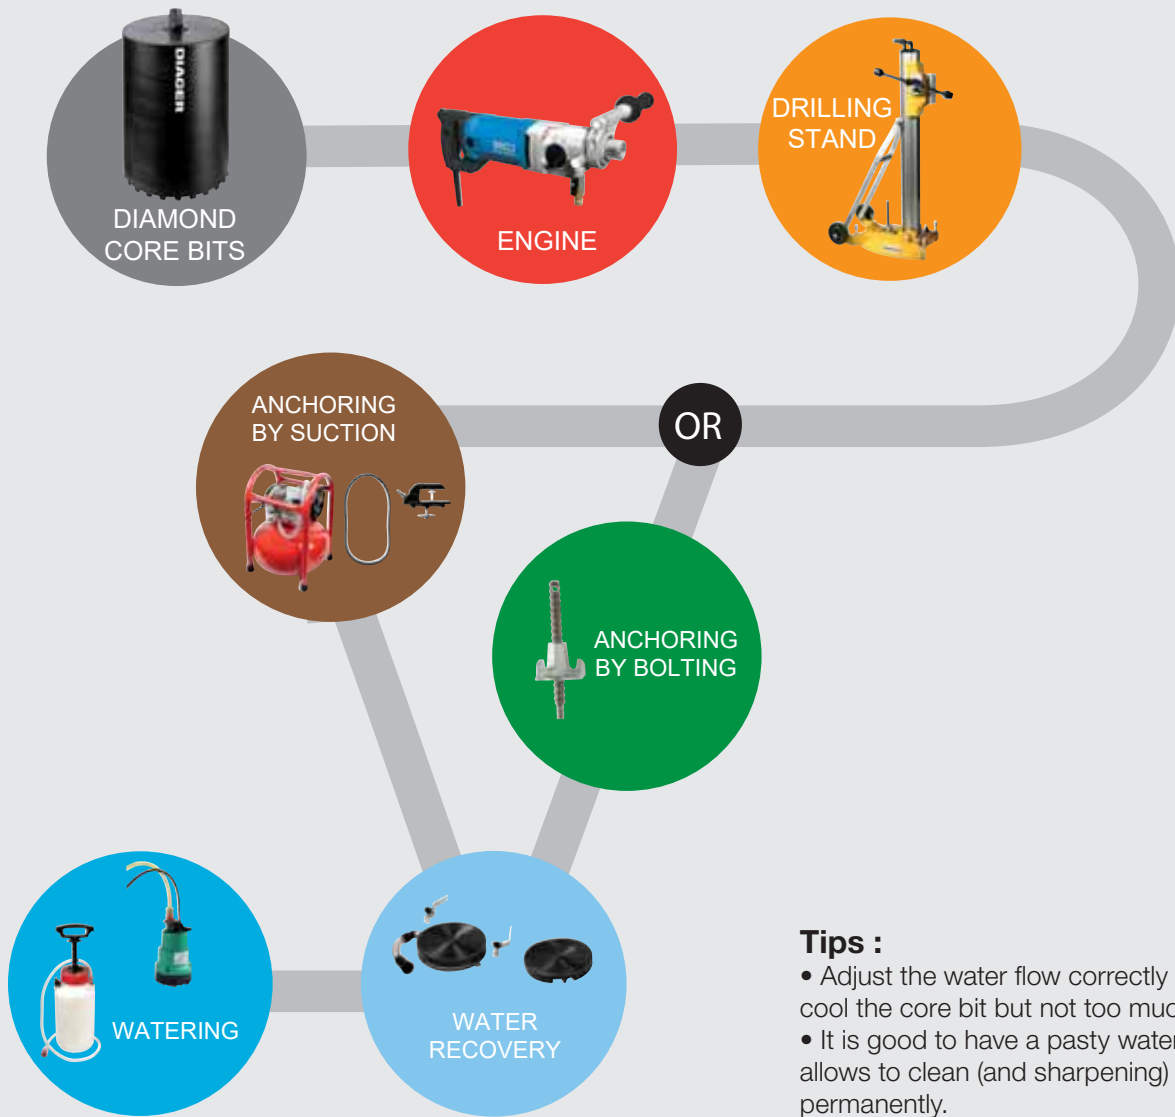 DIAGER
DIAMOND
CORE BITS
ENGINE
DRILLING
STAND
ANCHORING
BY SUCTION
OR
ANCHORING
BY BOLTING
WATERING
WATER
RECOVERY
Tips :
• Adjust the water flow correctly
cool the core bit but not too
• It is good to have a pasty water
allows to clean (and sharpening)
permanently.